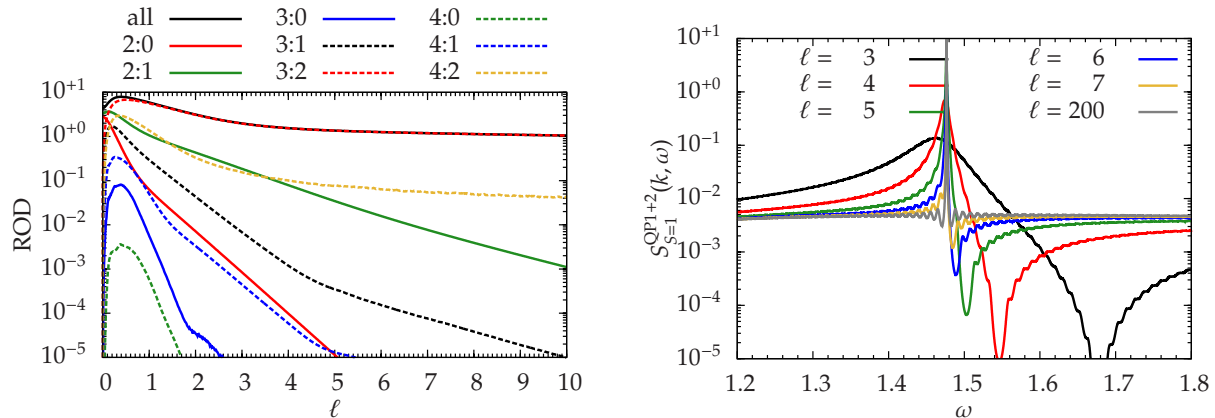 all 3:0 4:0
2:0 3:1 4:1
2:1 3:2 4:2
ROD
10^{+1}
10^{+0}
10^{-1}
10^{-2}
10^{-3}
10^{-4}
10^{-5}
0 1 2 3 4 5 6 7 8 9 10
ℓ
ℓ = 3 ℓ = 6
ℓ = 4 ℓ = 7
ℓ = 5 ℓ = 200
S_{S=1}^{QP1+2}(k, ω)
10^{+1}
10^{+0}
10^{-1}
10^{-2}
10^{-3}
10^{-4}
10^{-5}
1.2 1.3 1.4 1.5 1.6 1.7 1.8
ω